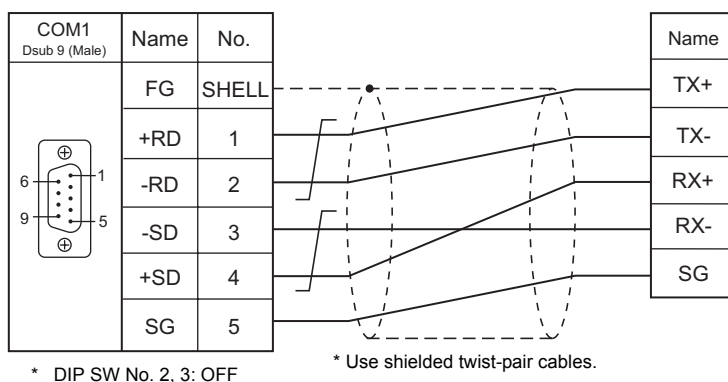 COM1
Dsub 9 (Male)
Name No.
FG SHELL
+RD 1
-RD 2
-SD 3
+SD 4
SG 5
6 1
9 5
Name
TX+
TX-
RX+
RX-
SG
* DIP SW No. 2, 3: OFF
* Use shielded twist-pair cables.